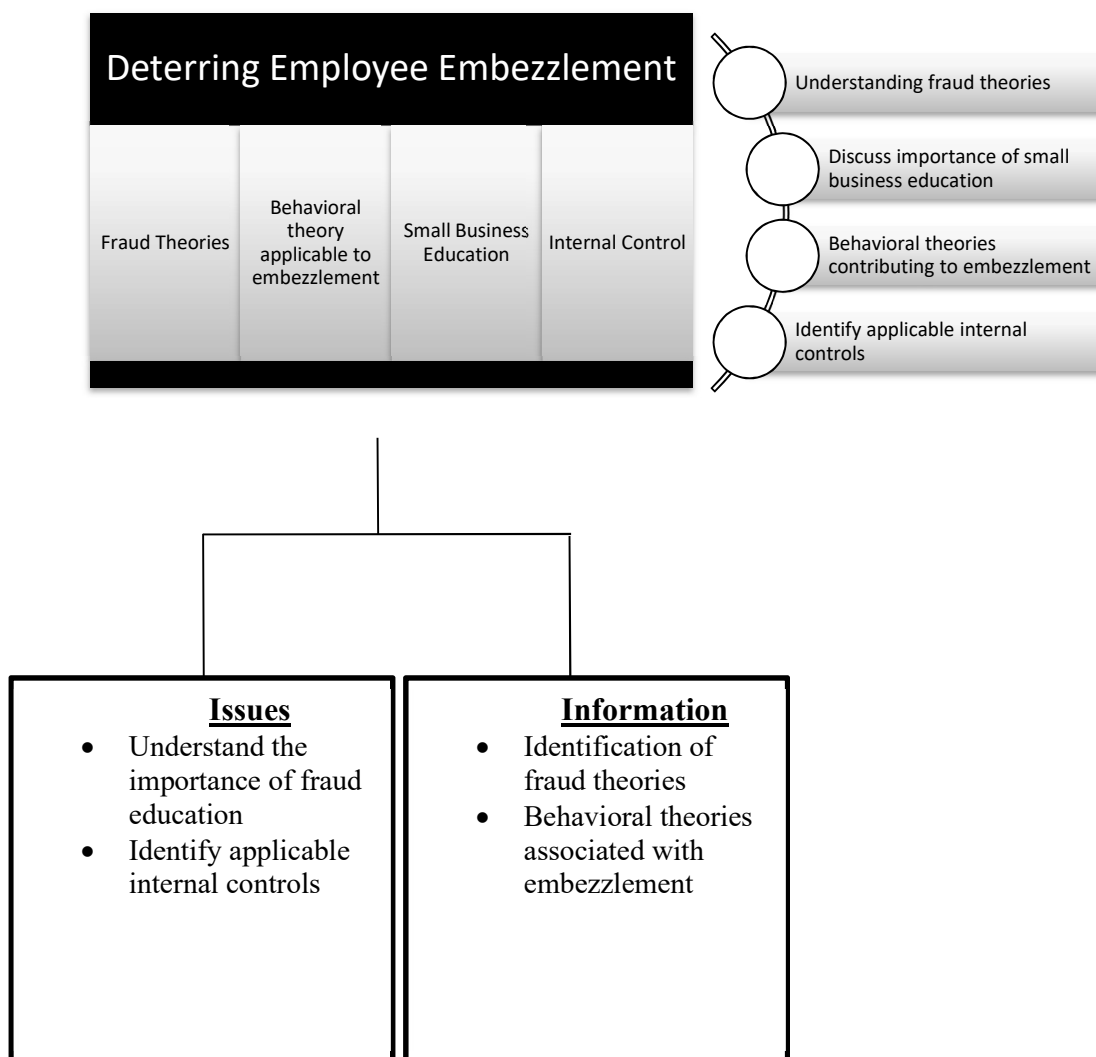 Deterring Employee Embezzlement
Fraud Theories
Behavioral
theory
applicable to
embezzlement
Small Business
Education
Internal Control
Understanding fraud theories
Discuss importance of small
business education
Behavioral theories
contributing to embezzlement
Identify applicable internal
controls
Issues
• Understand the
importance of fraud
education
• Identify applicable
internal controls
Information
• Identification of
fraud theories
• Behavioral theories
associated with
embezzlement